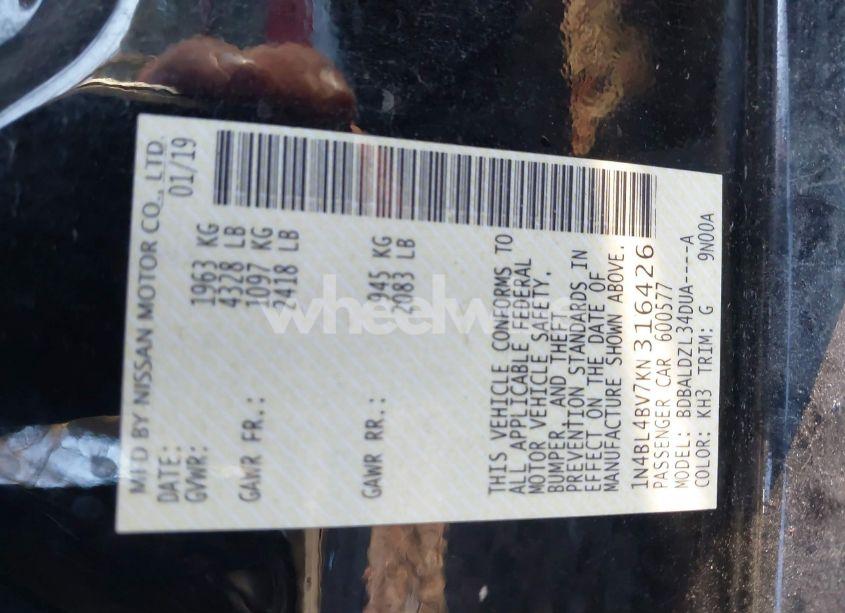 MFD BY NISSAN MOTOR CO., LTD.
DATE: 01/19
GVWR: 1963 KG
4328 LB
GAWR FR.: 1097 KG
2418 LB
GAWR RR.: 945 KG
2083 LB
THIS VEHICLE CONFORMS TO
ALL APPLICABLE FEDERAL
MOTOR VEHICLE SAFETY,
BUMPER, AND THEFT
PREVENTION STANDARDS IN
EFFECT ON THE DATE OF
MANUFACTURE SHOWN ABOVE.
1N4BL4BV7KN316426
PASSENGER CAR 600577
MODEL: BDBALDZL34DUA----A
COLOR: KH3 TRIM: G 9N00A